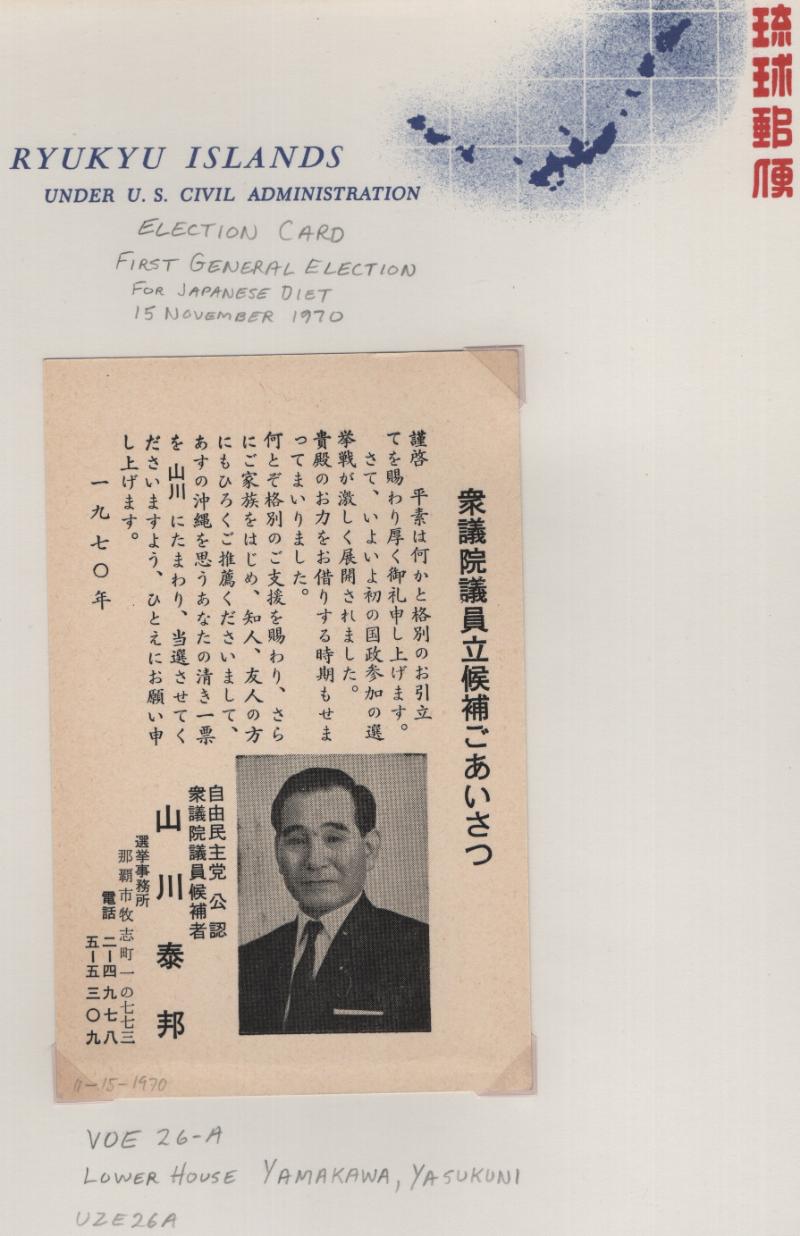 琉球郵便
RYUKYU ISLANDS
UNDER U. S. CIVIL ADMINISTRATION
ELECTION CARD
FIRST GENERAL ELECTION
FOR JAPANESE DIET
15 NOVEMBER 1970
衆議院議員立候補ごあいさつ
謹啓 平素は何かと格別のお引立
てを賜わり厚く御礼申し上げます。
さて、いよいよ初の国政参加の選
挙戦が激しく展開されました。
貴殿のお力をお借りする時期もせま
ってまいりました。
何とぞ格別のご支援を賜わり、さら
にご家族をはじめ、知人、友人の方
にもひろくご推薦くださいまして、
あすの沖縄を思うあなたの清き一票
を 山川 にたまわり、当選させてく
ださいますよう、ひとえにお願い申
し上げます。
一九七〇年
自由民主党 公認
衆議院議員候補者
山川泰邦
選挙事務所
那覇市牧志町一の七七三
電話 二―四九七八
五―五三〇九
11-15-1970
VOE 26-A
LOWER HOUSE YAMAKAWA, YASUKUNI
UZE26A